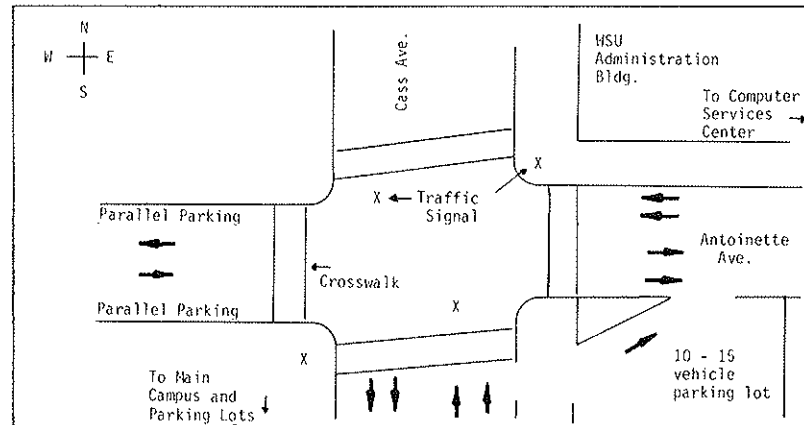 N
W E
S
Cass Ave.
WSU
Administration
Bldg.
To Computer
Services
Center
X
X
Traffic
Signal
Parallel Parking
Antoinette
Ave.
Crosswalk
Parallel Parking
X
X
10 - 15
vehicle
parking lot
To Main
Campus and
Parking Lots